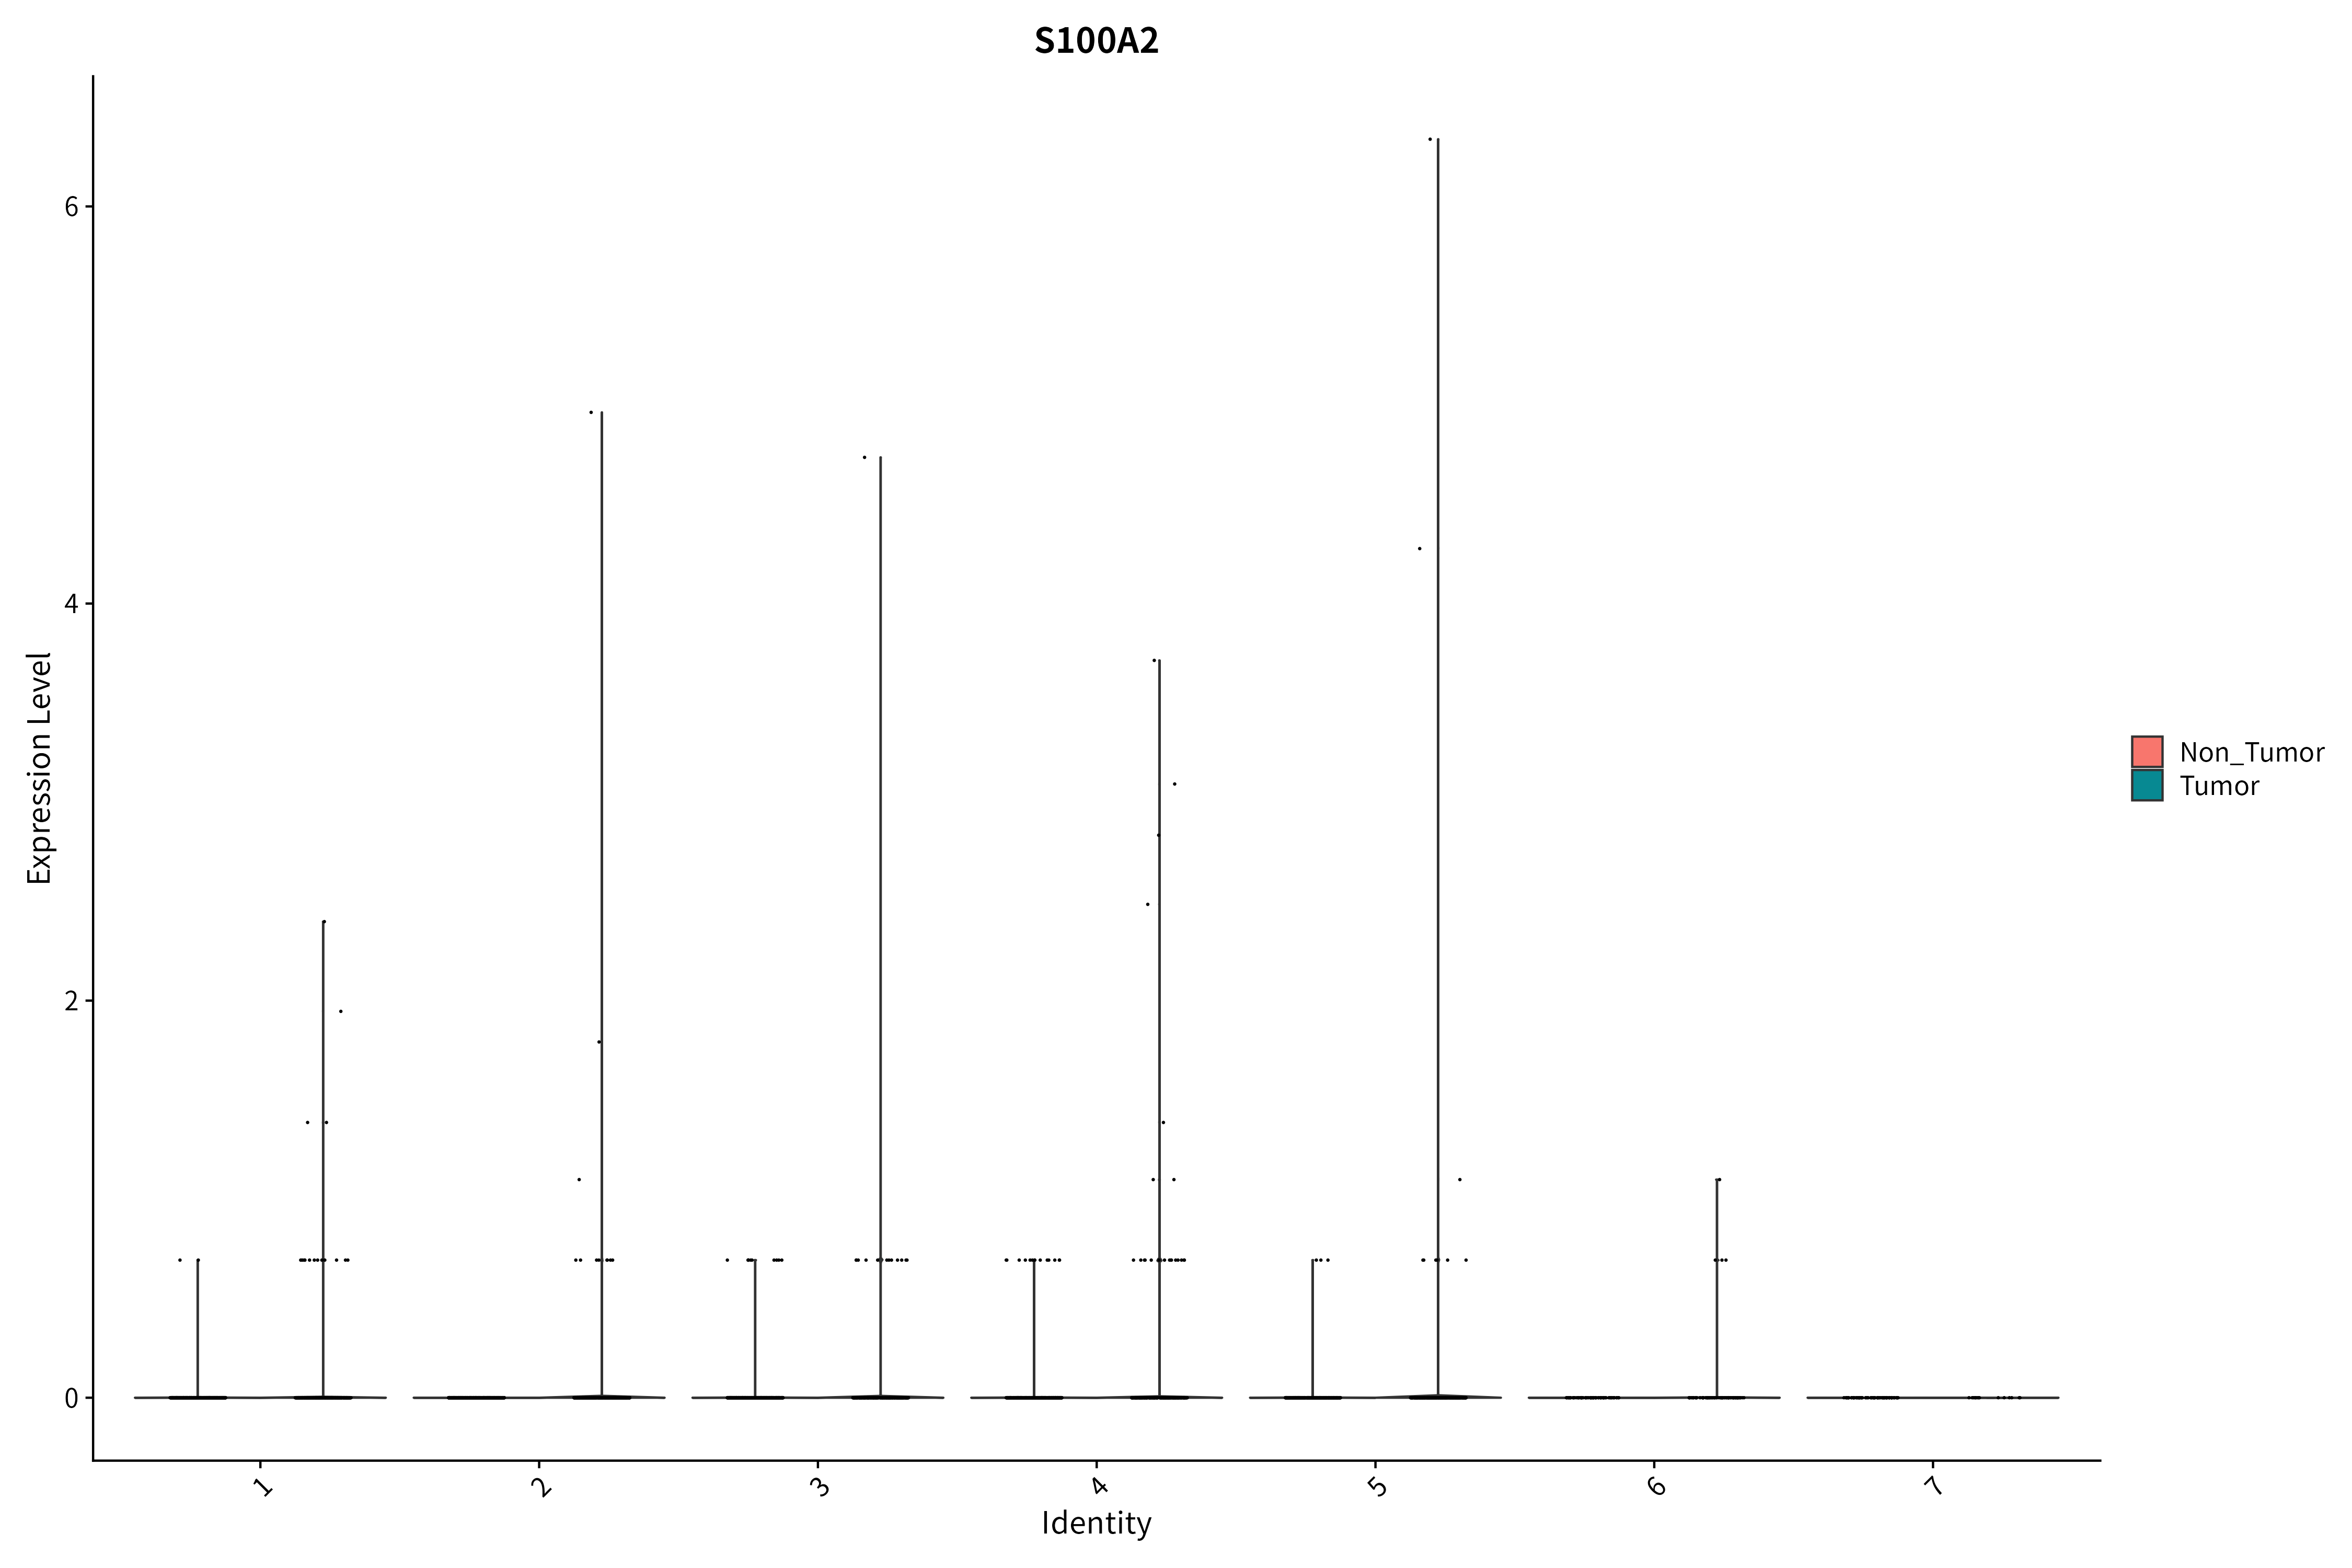 S100A2
Expression Level
6
4
2
0
1
2
3
4
5
6
7
Identity
Non_Tumor
Tumor